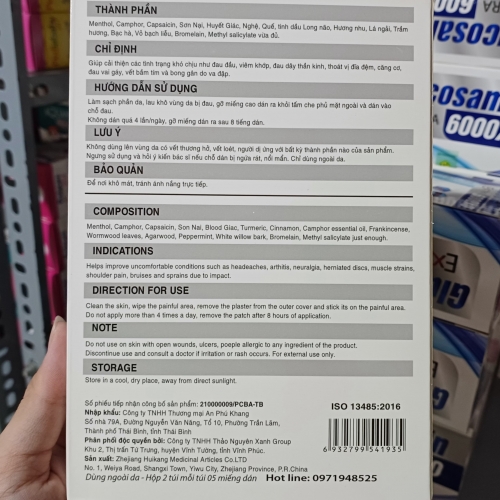 THÀNH PHẦN
Menthol, Camphor, Capsaicin, Sơn Nại, Huyết Giác, Nghệ, Quế, tinh dầu Long não, Hương nhu, Lá ngải, Trầm
hương, Bạc hà, Vỏ bạch liễu, Bromelain, Methyl salicylate vừa đủ.
CHỈ ĐỊNH
Giúp cải thiện các tình trạng khó chịu như đau đầu, viêm khớp, đau dây thần kinh, thoát vị đĩa đệm, căng cơ,
đau vai gáy, vết bầm tím và bong gân do va đập.
HƯỚNG DẪN SỬ DỤNG
Làm sạch phần da, lau khô vùng da bị đau, gỡ miếng cao dán ra khỏi tấm che phủ mặt ngoài và dán vào
chỗ đau.
Không dán quá 4 lần/ngày, gỡ miếng dán ra sau 8 tiếng dán.
LƯU Ý
Không dùng lên vùng da có vết thương hở, vết loét, người dị ứng với bất kỳ thành phần nào của sản phẩm.
Ngưng sử dụng và hỏi ý kiến bác sĩ nếu chỗ dán bị ngứa rát, nổi mẩn. Chỉ dùng ngoài da.
BẢO QUẢN
Để nơi khô mát, tránh ánh nắng trực tiếp.
COMPOSITION
Menthol, Camphor, Capsaicin, Son Nai, Blood Giac, Turmeric, Cinnamon, Camphor essential oil, Frankincense,
Wormwood leaves, Agarwood, Peppermint, White willow bark, Bromelain, Methyl salicylate just enough.
INDICATIONS
Helps improve uncomfortable conditions such as headeaches, arthitis, neuralgia, herniated discs, muscle strains,
shoulder pain, bruises and oprains due to impact.
DIRECTION FOR USE
Clean the skin, wipe the painful area, remove the plaster from the outer cover and stick its on the painful area.
Do not apply more than 4 times a day, remove the patch after 8 hours of application.
NOTE
Do not use on skin with open wounds, ulcers, poeple allergic to any ingredient of the product.
Discontinue use and consult a doctor if irritation or rash occurs. For external use only.
STORAGE
Store in a cool, dry place, away from direct sunlight.
Số phiếu tiếp nhận công bố sản phẩm: 210000009/PCBA-TB
Nhập khẩu: Công ty TNHH Thương mại An Phú Khang
Số nhà 79A, Đường Nguyễn Văn Năng, Tổ 10, Phường Trần Lãm,
Thành phố Thái Bình, tỉnh Thái Bình
Phân phối độc quyền bởi: Công ty TNHH Thảo Nguyên Xanh Group
Khu 2, Thị trấn Tứ Trưng, huyện Vĩnh Tường, tỉnh Vĩnh Phúc.
Sản xuất: Zhejiang Huikang Medicinal Articles Co.LTD
No. 1, Weiya Road, Shangxi Town, Yiwu City, Zhejiang Province, P.R.China
Dùng ngoài da - Hộp 2 túi mỗi túi 05 miếng dán Hot line: 0971948525
ISO 13485:2016
6932799541935
cosam
6000